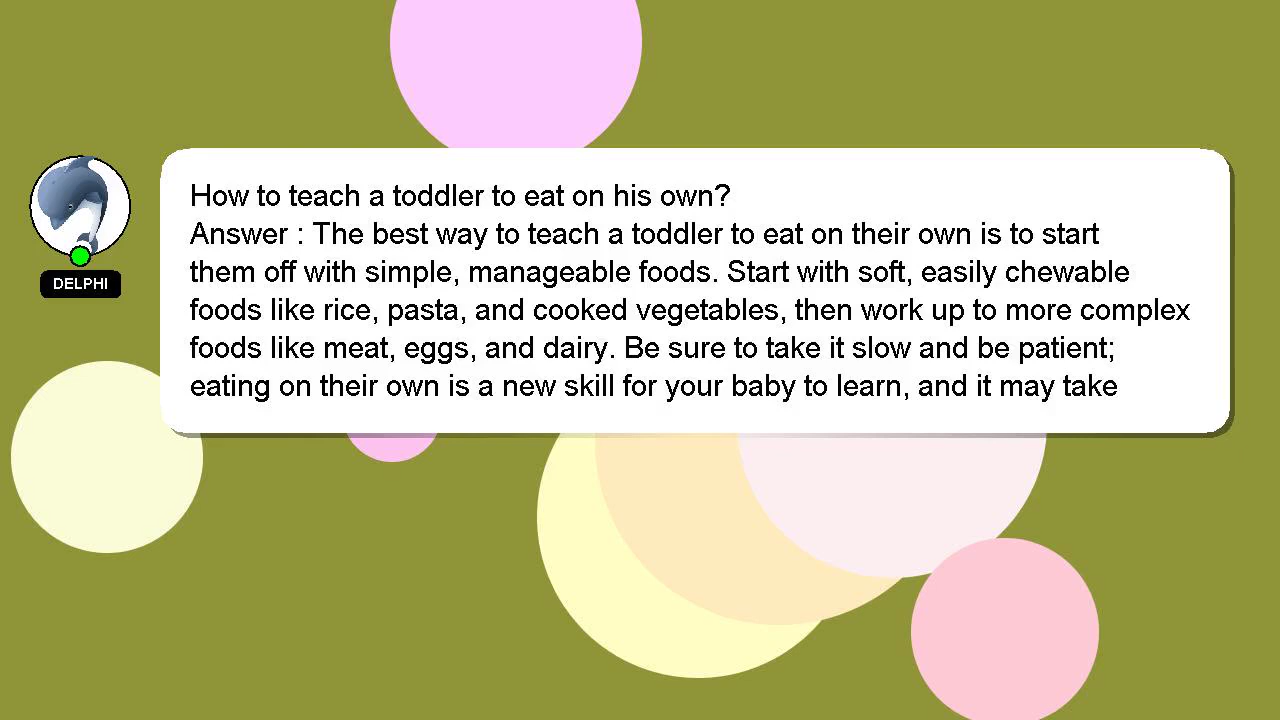 How to teach a toddler to eat on his own?
Answer : The best way to teach a toddler to eat on their own is to start
them off with simple, manageable foods. Start with soft, easily chewable
foods like rice, pasta, and cooked vegetables, then work up to more complex
foods like meat, eggs, and dairy. Be sure to take it slow and be patient;
eating on their own is a new skill for your baby to learn, and it may take
DELPHI